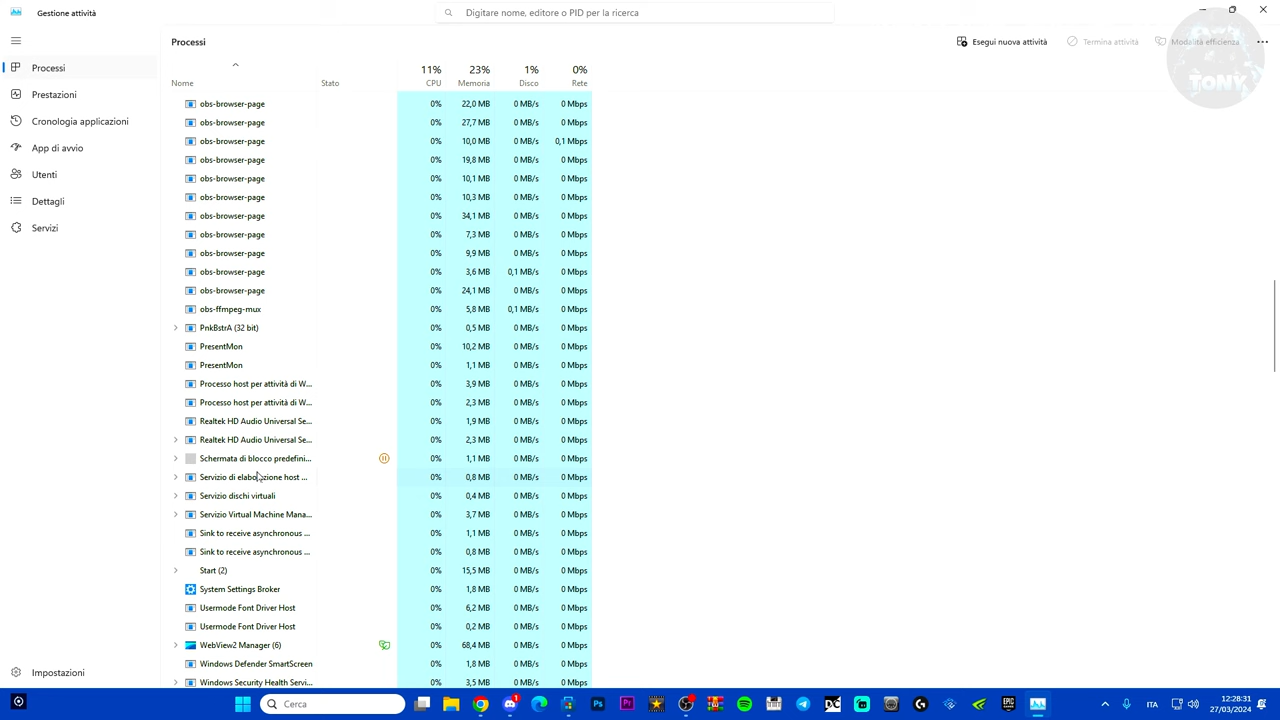 Gestione attività
Digitare nome, editore o PID per la ricerca
Processi
Esegui nuova attività
Termina attività
Modalità efficienza
TONY
Processi
Prestazioni
Cronologia applicazioni
App di avvio
Utenti
Dettagli
Servizi
Impostazioni
11% 23% 1% 0%
Nome Stato CPU Memoria Disco Rete
obs-browser-page 0% 22,0 MB 0 MB/s 0 Mbps
obs-browser-page 0% 27,7 MB 0 MB/s 0 Mbps
obs-browser-page 0% 10,0 MB 0 MB/s 0,1 Mbps
obs-browser-page 0% 19,8 MB 0 MB/s 0 Mbps
obs-browser-page 0% 10,1 MB 0 MB/s 0 Mbps
obs-browser-page 0% 10,3 MB 0 MB/s 0 Mbps
obs-browser-page 0% 34,1 MB 0 MB/s 0 Mbps
obs-browser-page 0% 7,3 MB 0 MB/s 0 Mbps
obs-browser-page 0% 9,9 MB 0 MB/s 0 Mbps
obs-browser-page 0% 3,6 MB 0,1 MB/s 0 Mbps
obs-browser-page 0% 24,1 MB 0 MB/s 0 Mbps
obs-ffmpeg-mux 0% 5,8 MB 0,1 MB/s 0 Mbps
PnkBstrA (32 bit) 0% 0,5 MB 0 MB/s 0 Mbps
PresentMon 0% 10,2 MB 0 MB/s 0 Mbps
PresentMon 0% 1,1 MB 0 MB/s 0 Mbps
Processo host per attività di W... 0% 3,9 MB 0 MB/s 0 Mbps
Processo host per attività di W... 0% 2,3 MB 0 MB/s 0 Mbps
Realtek HD Audio Universal Se... 0% 1,9 MB 0 MB/s 0 Mbps
Realtek HD Audio Universal Se... 0% 2,3 MB 0 MB/s 0 Mbps
Schermata di blocco predefini... 0% 1,1 MB 0 MB/s 0 Mbps
Servizio di elaborazione host ... 0% 0,8 MB 0 MB/s 0 Mbps
Servizio dischi virtuali 0% 0,4 MB 0 MB/s 0 Mbps
Servizio Virtual Machine Mana... 0% 3,7 MB 0 MB/s 0 Mbps
Sink to receive asynchronous ... 0% 1,1 MB 0 MB/s 0 Mbps
Sink to receive asynchronous ... 0% 0,8 MB 0 MB/s 0 Mbps
Start (2) 0% 15,5 MB 0 MB/s 0 Mbps
System Settings Broker 0% 1,8 MB 0 MB/s 0 Mbps
Usermode Font Driver Host 0% 6,2 MB 0 MB/s 0 Mbps
Usermode Font Driver Host 0% 0,2 MB 0 MB/s 0 Mbps
WebView2 Manager (6) 0% 68,4 MB 0 MB/s 0 Mbps
Windows Defender SmartScreen 0% 1,8 MB 0 MB/s 0 Mbps
Windows Security Health Servi... 0% 3,5 MB 0 MB/s 0 Mbps
Cerca
1
Ps
Pr
DC
G
EPIC
ITA
12:28:31
27/03/2024